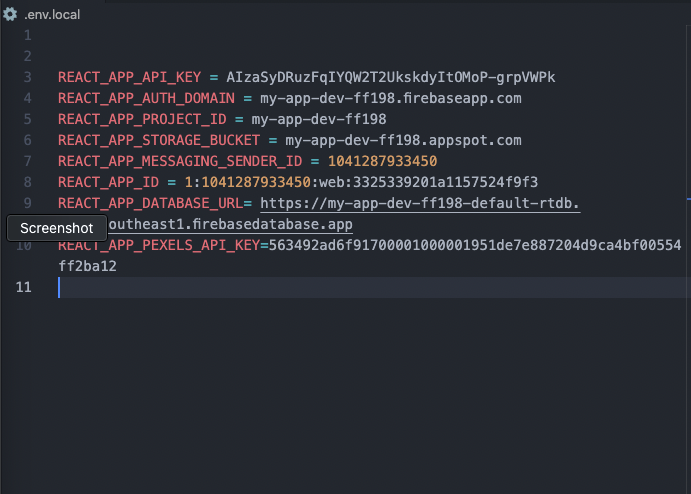 .env.local
1
2
3 REACT_APP_API_KEY = AIzaSyDRuzFqIYQW2T2UkskdyItOMoP-grpVWPk
4 REACT_APP_AUTH_DOMAIN = my-app-dev-ff198.firebaseapp.com
5 REACT_APP_PROJECT_ID = my-app-dev-ff198
6 REACT_APP_STORAGE_BUCKET = my-app-dev-ff198.appspot.com
7 REACT_APP_MESSAGING_SENDER_ID = 1041287933450
8 REACT_APP_ID = 1:1041287933450:web:3325339201a1157524f9f3
9 REACT_APP_DATABASE_URL= https://my-app-dev-ff198-default-rtdb.
Screenshot outheast1.firebasedatabase.app
10 REACT_APP_PEXELS_API_KEY=563492ad6f91700001000001951de7e887204d9ca4bf00554
ff2ba12
11